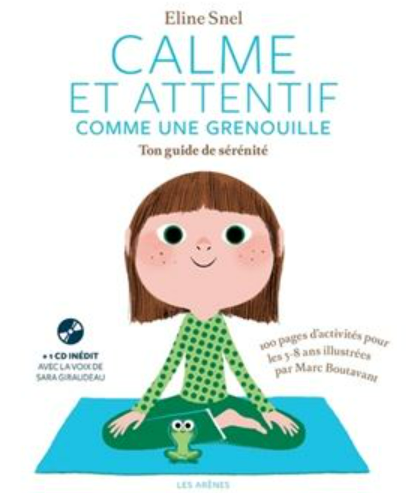 Eline Snel
CALME
ET ATTENTIF
COMME UNE GRENOUILLE
Ton guide de sérénité
+ 1 CD INÉDIT
AVEC LA VOIX DE
SARA GIRAUDEAU
100 pages d'activités pour
les 5-8 ans illustrées
par Marc Boutavant
LES ARÈNES